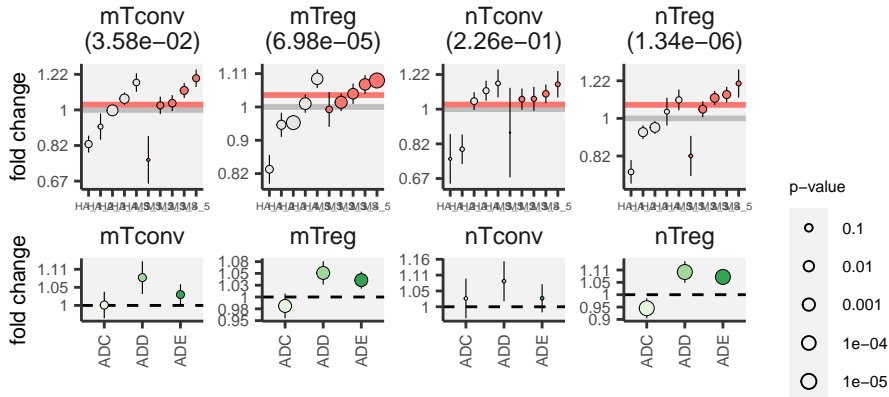 mTconv
(3.58e−02)
mTreg
(6.98e−05)
nTconv
(2.26e−01)
nTreg
(1.34e−06)
fold change
1.22
1
0.82
0.67
1.11
1
0.9
0.82
1.22
1
0.82
0.67
1.22
1
0.82
mTconv
mTreg
nTconv
nTreg
fold change
1.11
1.05
1
1.08
1.05
1.03
1
0.98
0.95
1.16
1.11
1.05
1
1.11
1.05
1
0.95
0.9
ADC
ADD
ADE
ADC
ADD
ADE
ADC
ADD
ADE
ADC
ADD
ADE
p−value
0.1
0.01
0.001
1e−04
1e−05